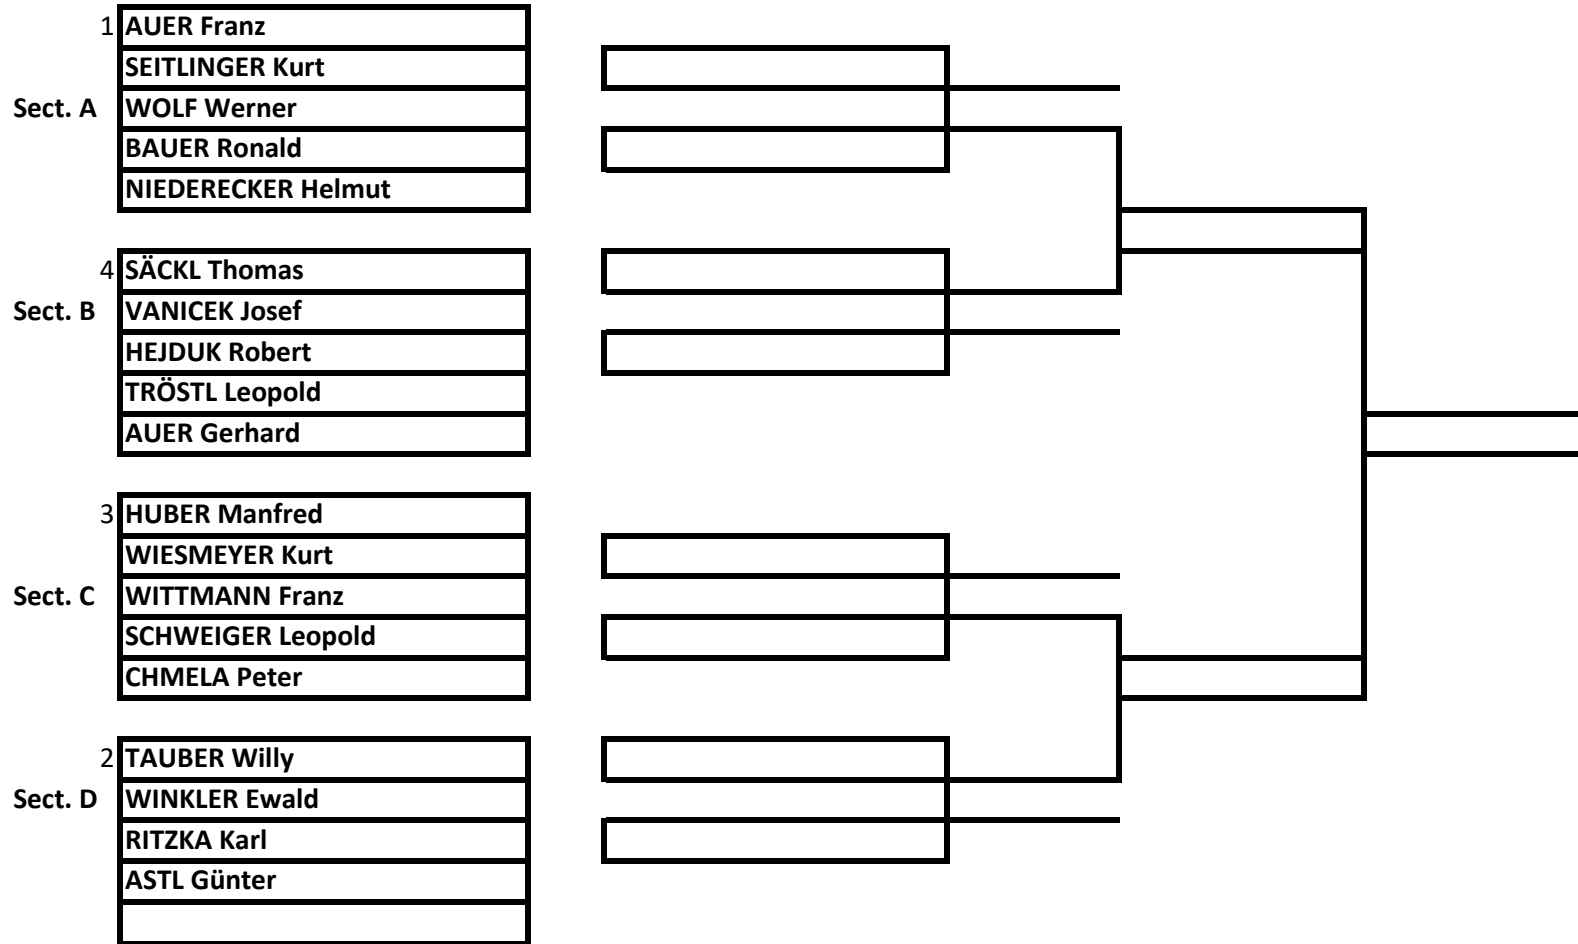 1 AUER Franz
SEITLINGER Kurt
Sect. A WOLF Werner
BAUER Ronald
NIEDERECKER Helmut
4 SÄCKL Thomas
Sect. B VANICEK Josef
HEJDUK Robert
TRÖSTL Leopold
AUER Gerhard
3 HUBER Manfred
WIESMEYER Kurt
Sect. C WITTMANN Franz
SCHWEIGER Leopold
CHMELA Peter
2 TAUBER Willy
Sect. D WINKLER Ewald
RITZKA Karl
ASTL Günter